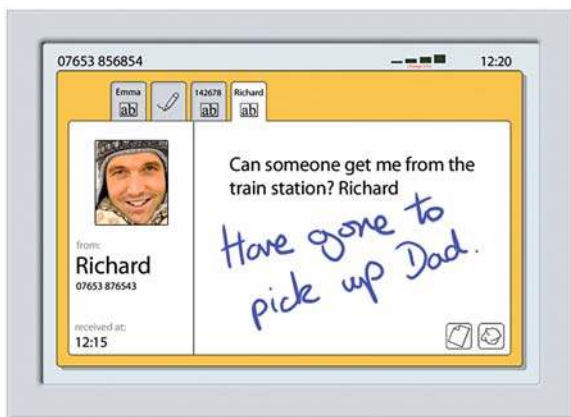 07653 856854
12:20
Emma
ab
142678
ab
Richard
ab
Can someone get me from the
train station? Richard
Have gone to
pick up Dad.
from:
Richard
07653 876543
received at:
12:15